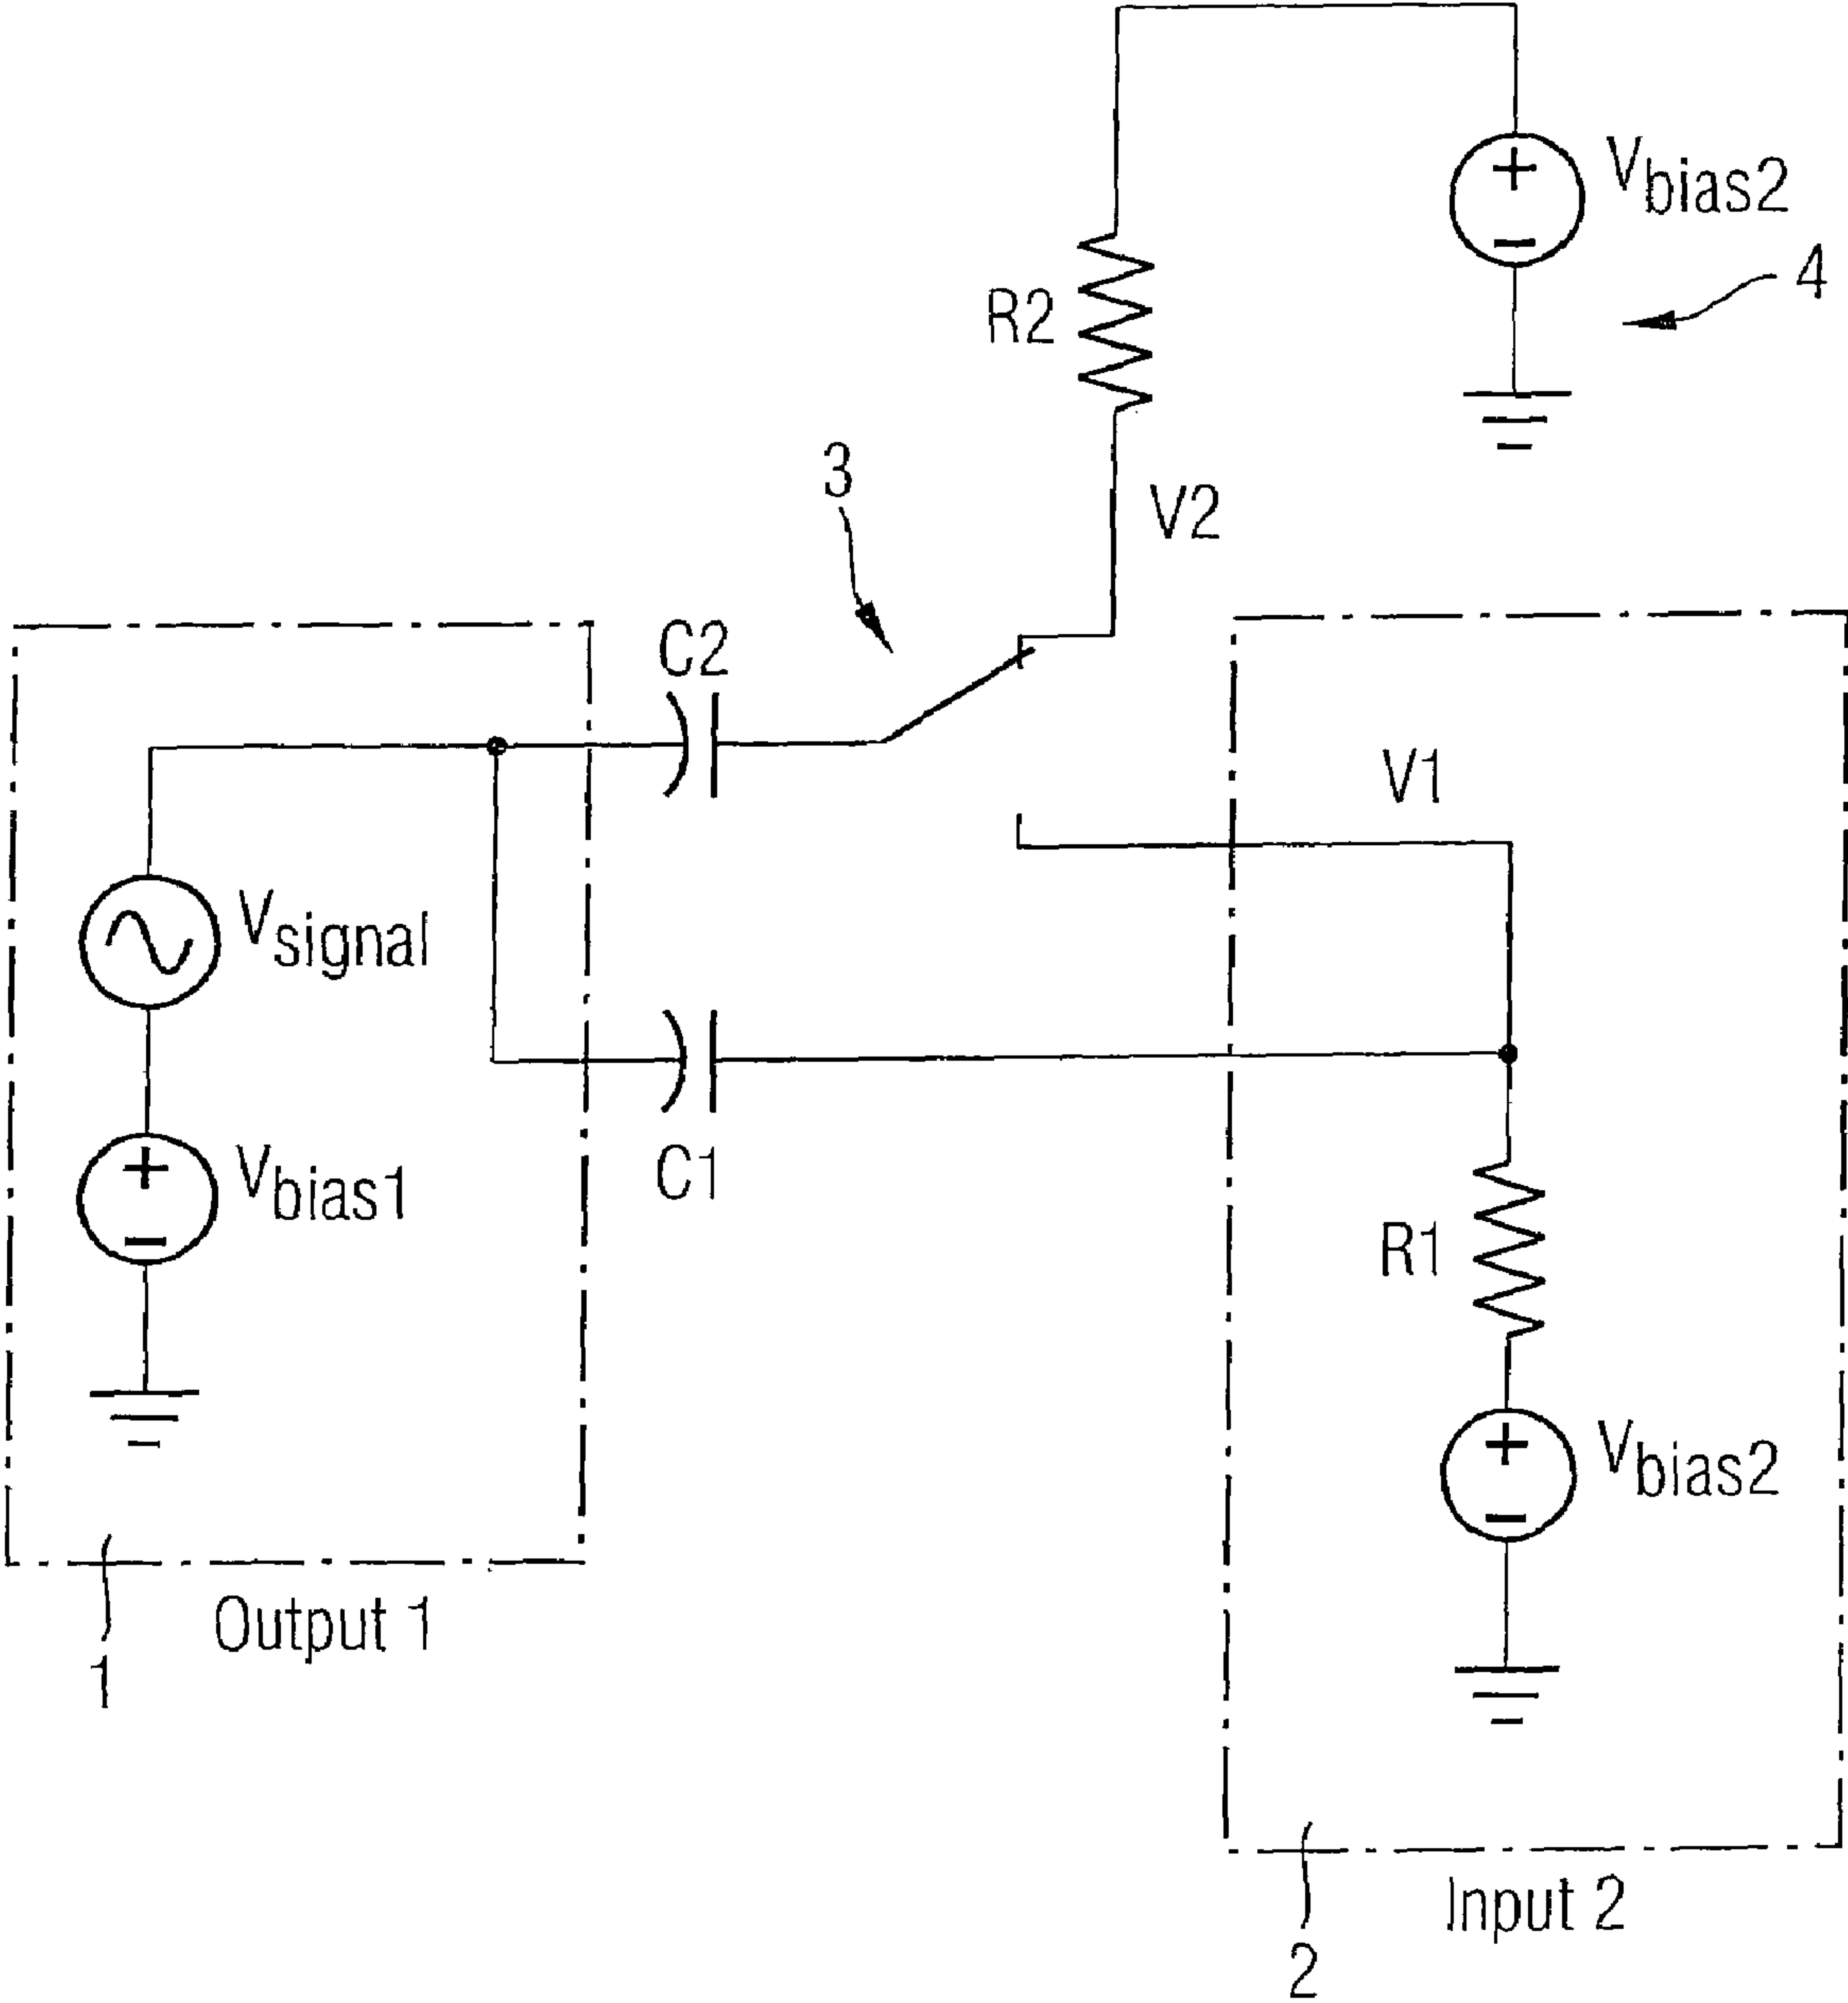 Vbias2
4
R2
3
V2
C2
V1
Vsignal
C1
Vbias1
R1
Vbias2
Output 1
1
Input 2
2